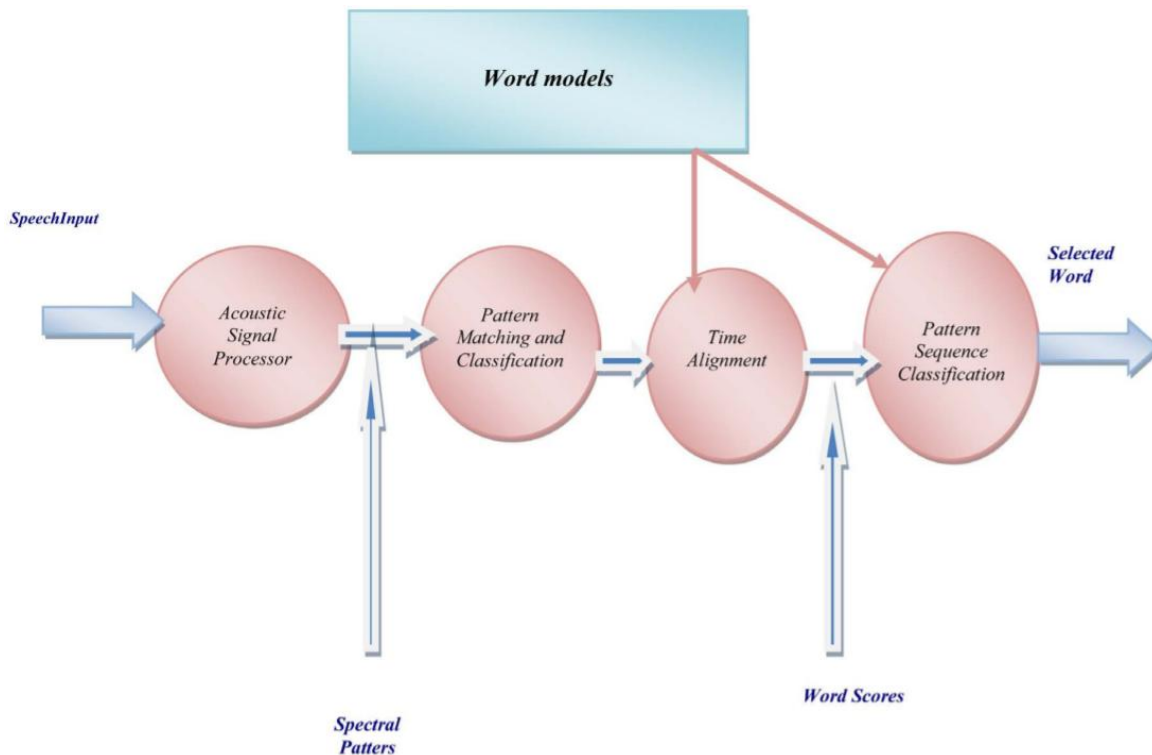 Word models
SpeechInput
Selected
Word
Acoustic
Signal
Processor
Pattern
Matching and
Classification
Time
Alignment
Pattern
Sequence
Classification
Word Scores
Spectral
Patters